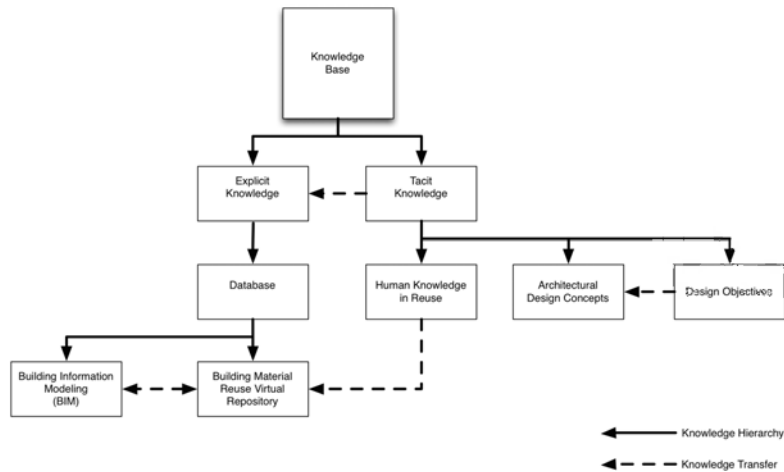 Knowledge
Base
Explicit
Knowledge
Tacit
Knowledge
Database
Human Knowledge
in Reuse
Architectural
Design Concepts
Design Objectives
Building Information
Modeling
(BIM)
Building Material
Reuse Virtual
Repository
Knowledge Hierarchy
Knowledge Transfer